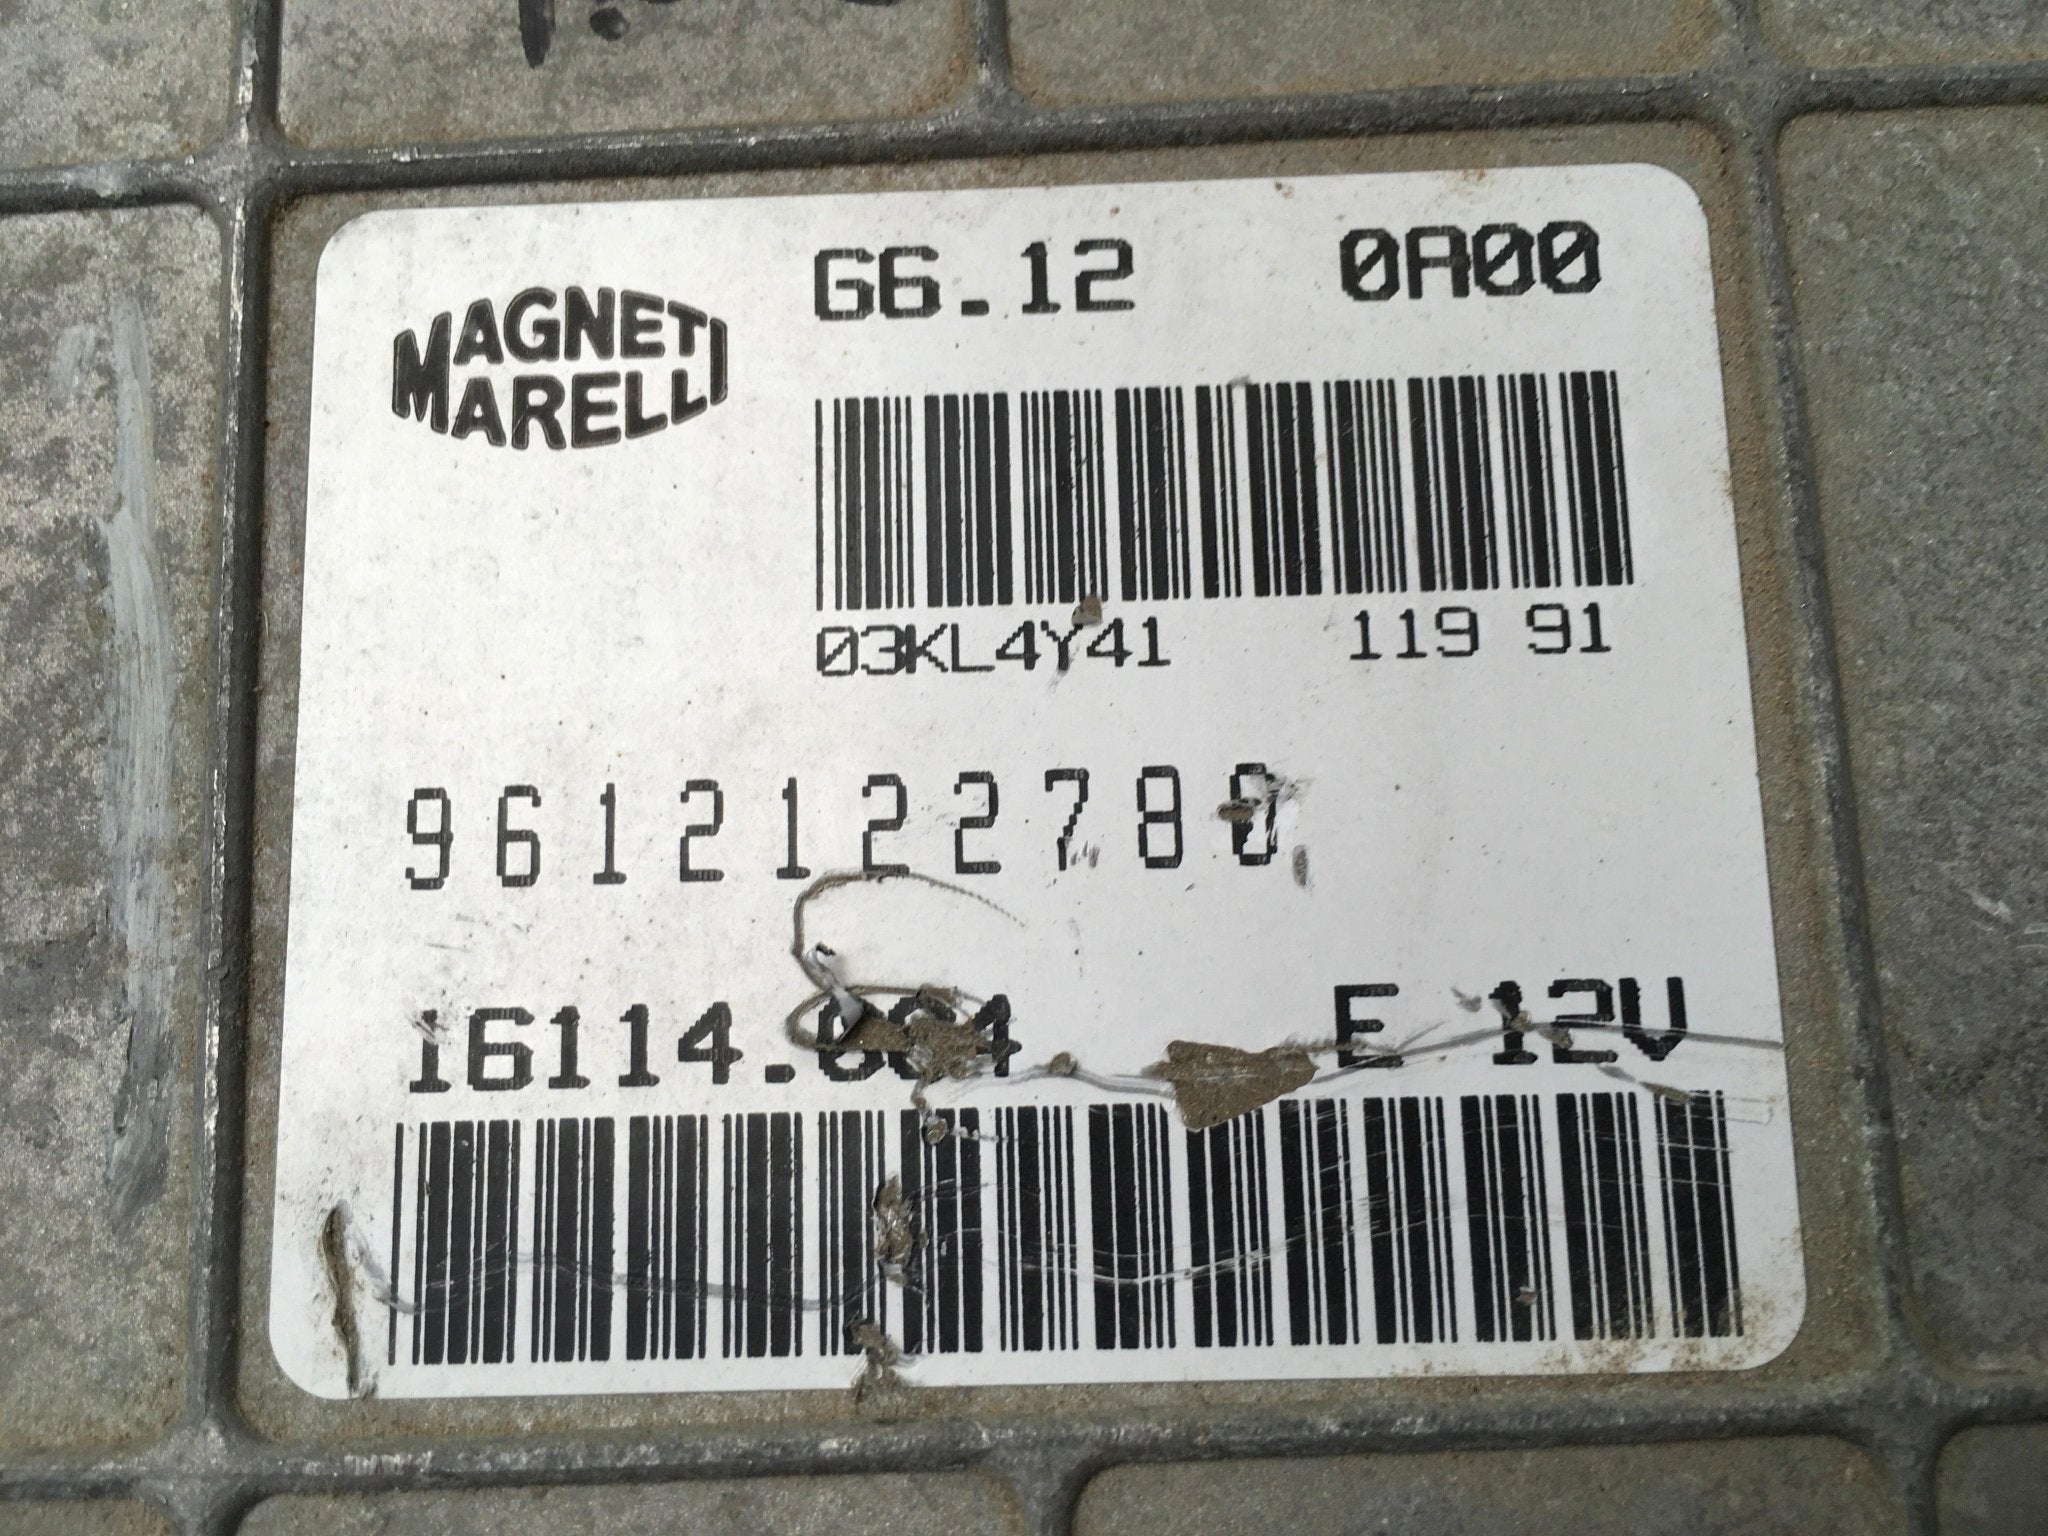 G6.12 0A00
MAGNETI
MARELLI
03KL4Y41 119 91
9612122780
E 12V